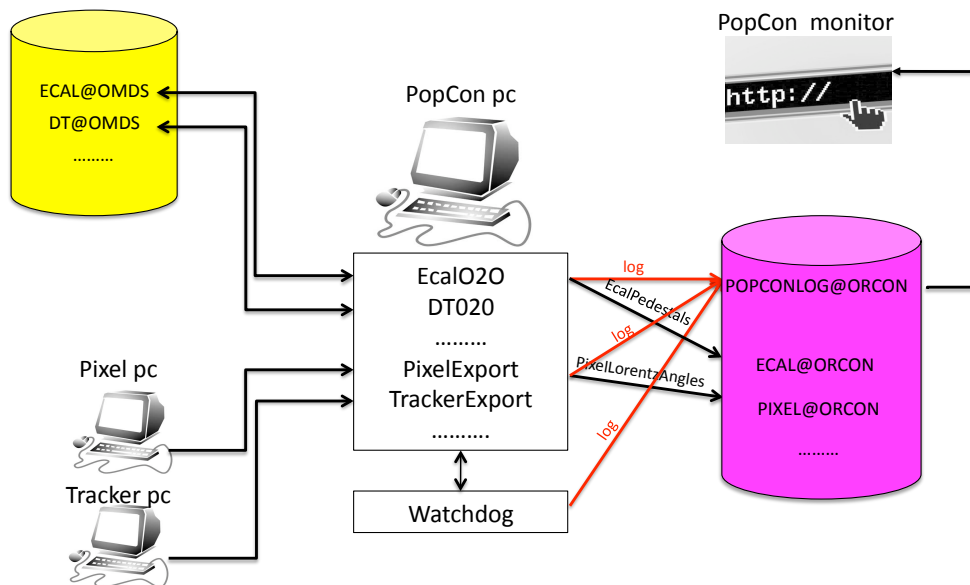 PopCon monitor
http://
ECAL@OMDS
DT@OMDS
.........
PopCon pc
EcalO2O
DT020
.........
PixelExport
TrackerExport
..........
Watchdog
Pixel pc
Tracker pc
log
EcalPedestals
log
PixelLorentzAngles
log
POPCONLOG@ORCON
ECAL@ORCON
PIXEL@ORCON
.........